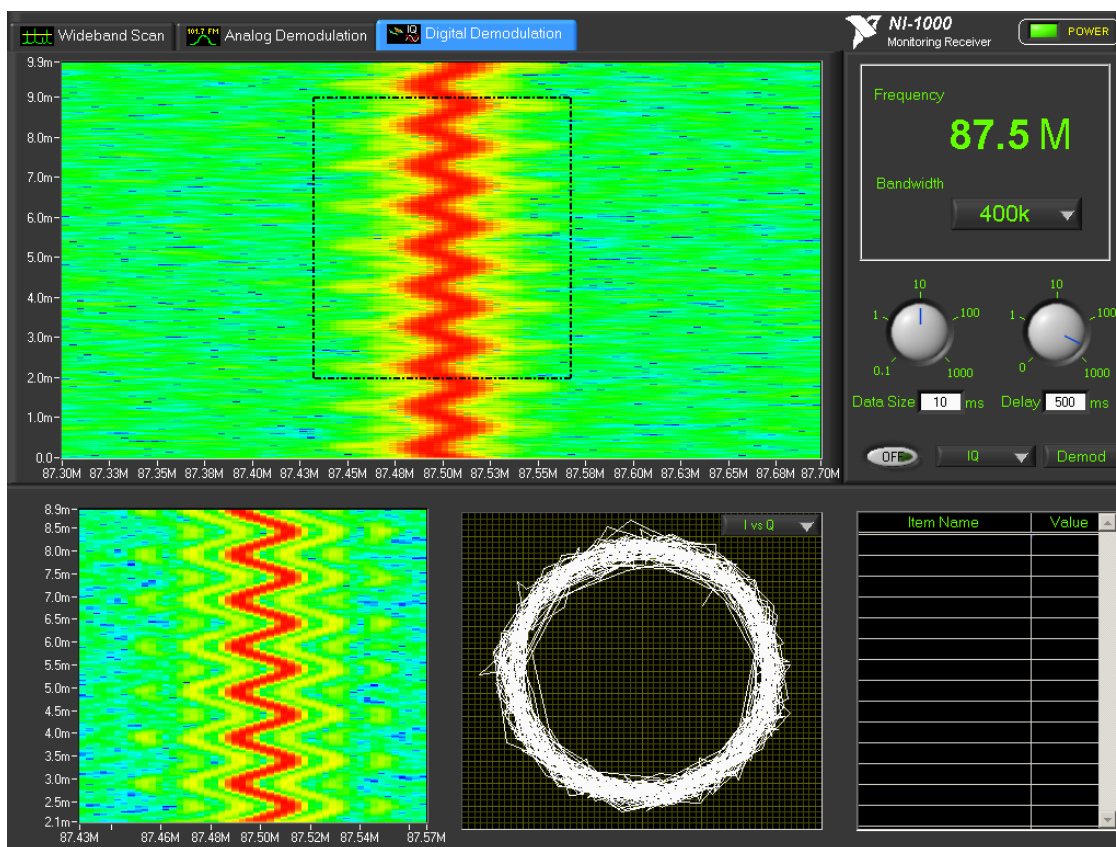 Wideband Scan
101.7 FM
Analog Demodulation
IQ
Digital Demodulation
NI-1000
Monitoring Receiver
POWER
9.9m
9.0m
8.0m
7.0m
6.0m
5.0m
4.0m
3.0m
2.0m
1.0m
0.0
87.30M 87.33M 87.35M 87.38M 87.40M 87.43M 87.45M 87.48M 87.50M 87.53M 87.55M 87.58M 87.60M 87.63M 87.65M 87.68M 87.70M
Frequency
87.5 M
Bandwidth
400k
10
1
100
0.1
1000
10
1
100
0
1000
Data Size 10 ms
Delay 500 ms
OFF
IQ
Demod
8.9m
8.5m
8.0m
7.5m
7.0m
6.5m
6.0m
5.5m
5.0m
4.5m
4.0m
3.5m
3.0m
2.5m
2.1m
87.43M 87.46M 87.48M 87.50M 87.52M 87.54M 87.57M
I vs Q
Item Name Value